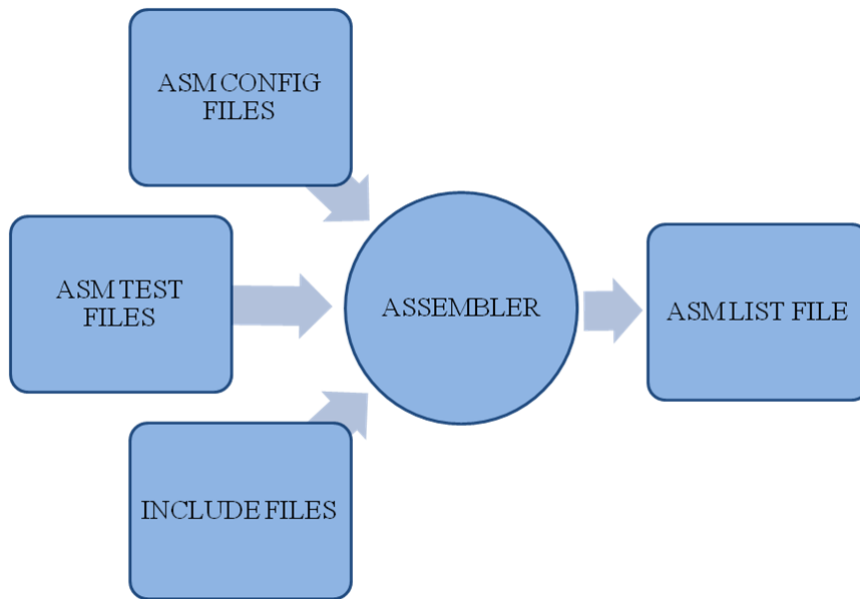 ASM CONFIG
FILES
ASM TEST
FILES
ASSEMBLER
ASM LIST FILE
INCLUDE FILES